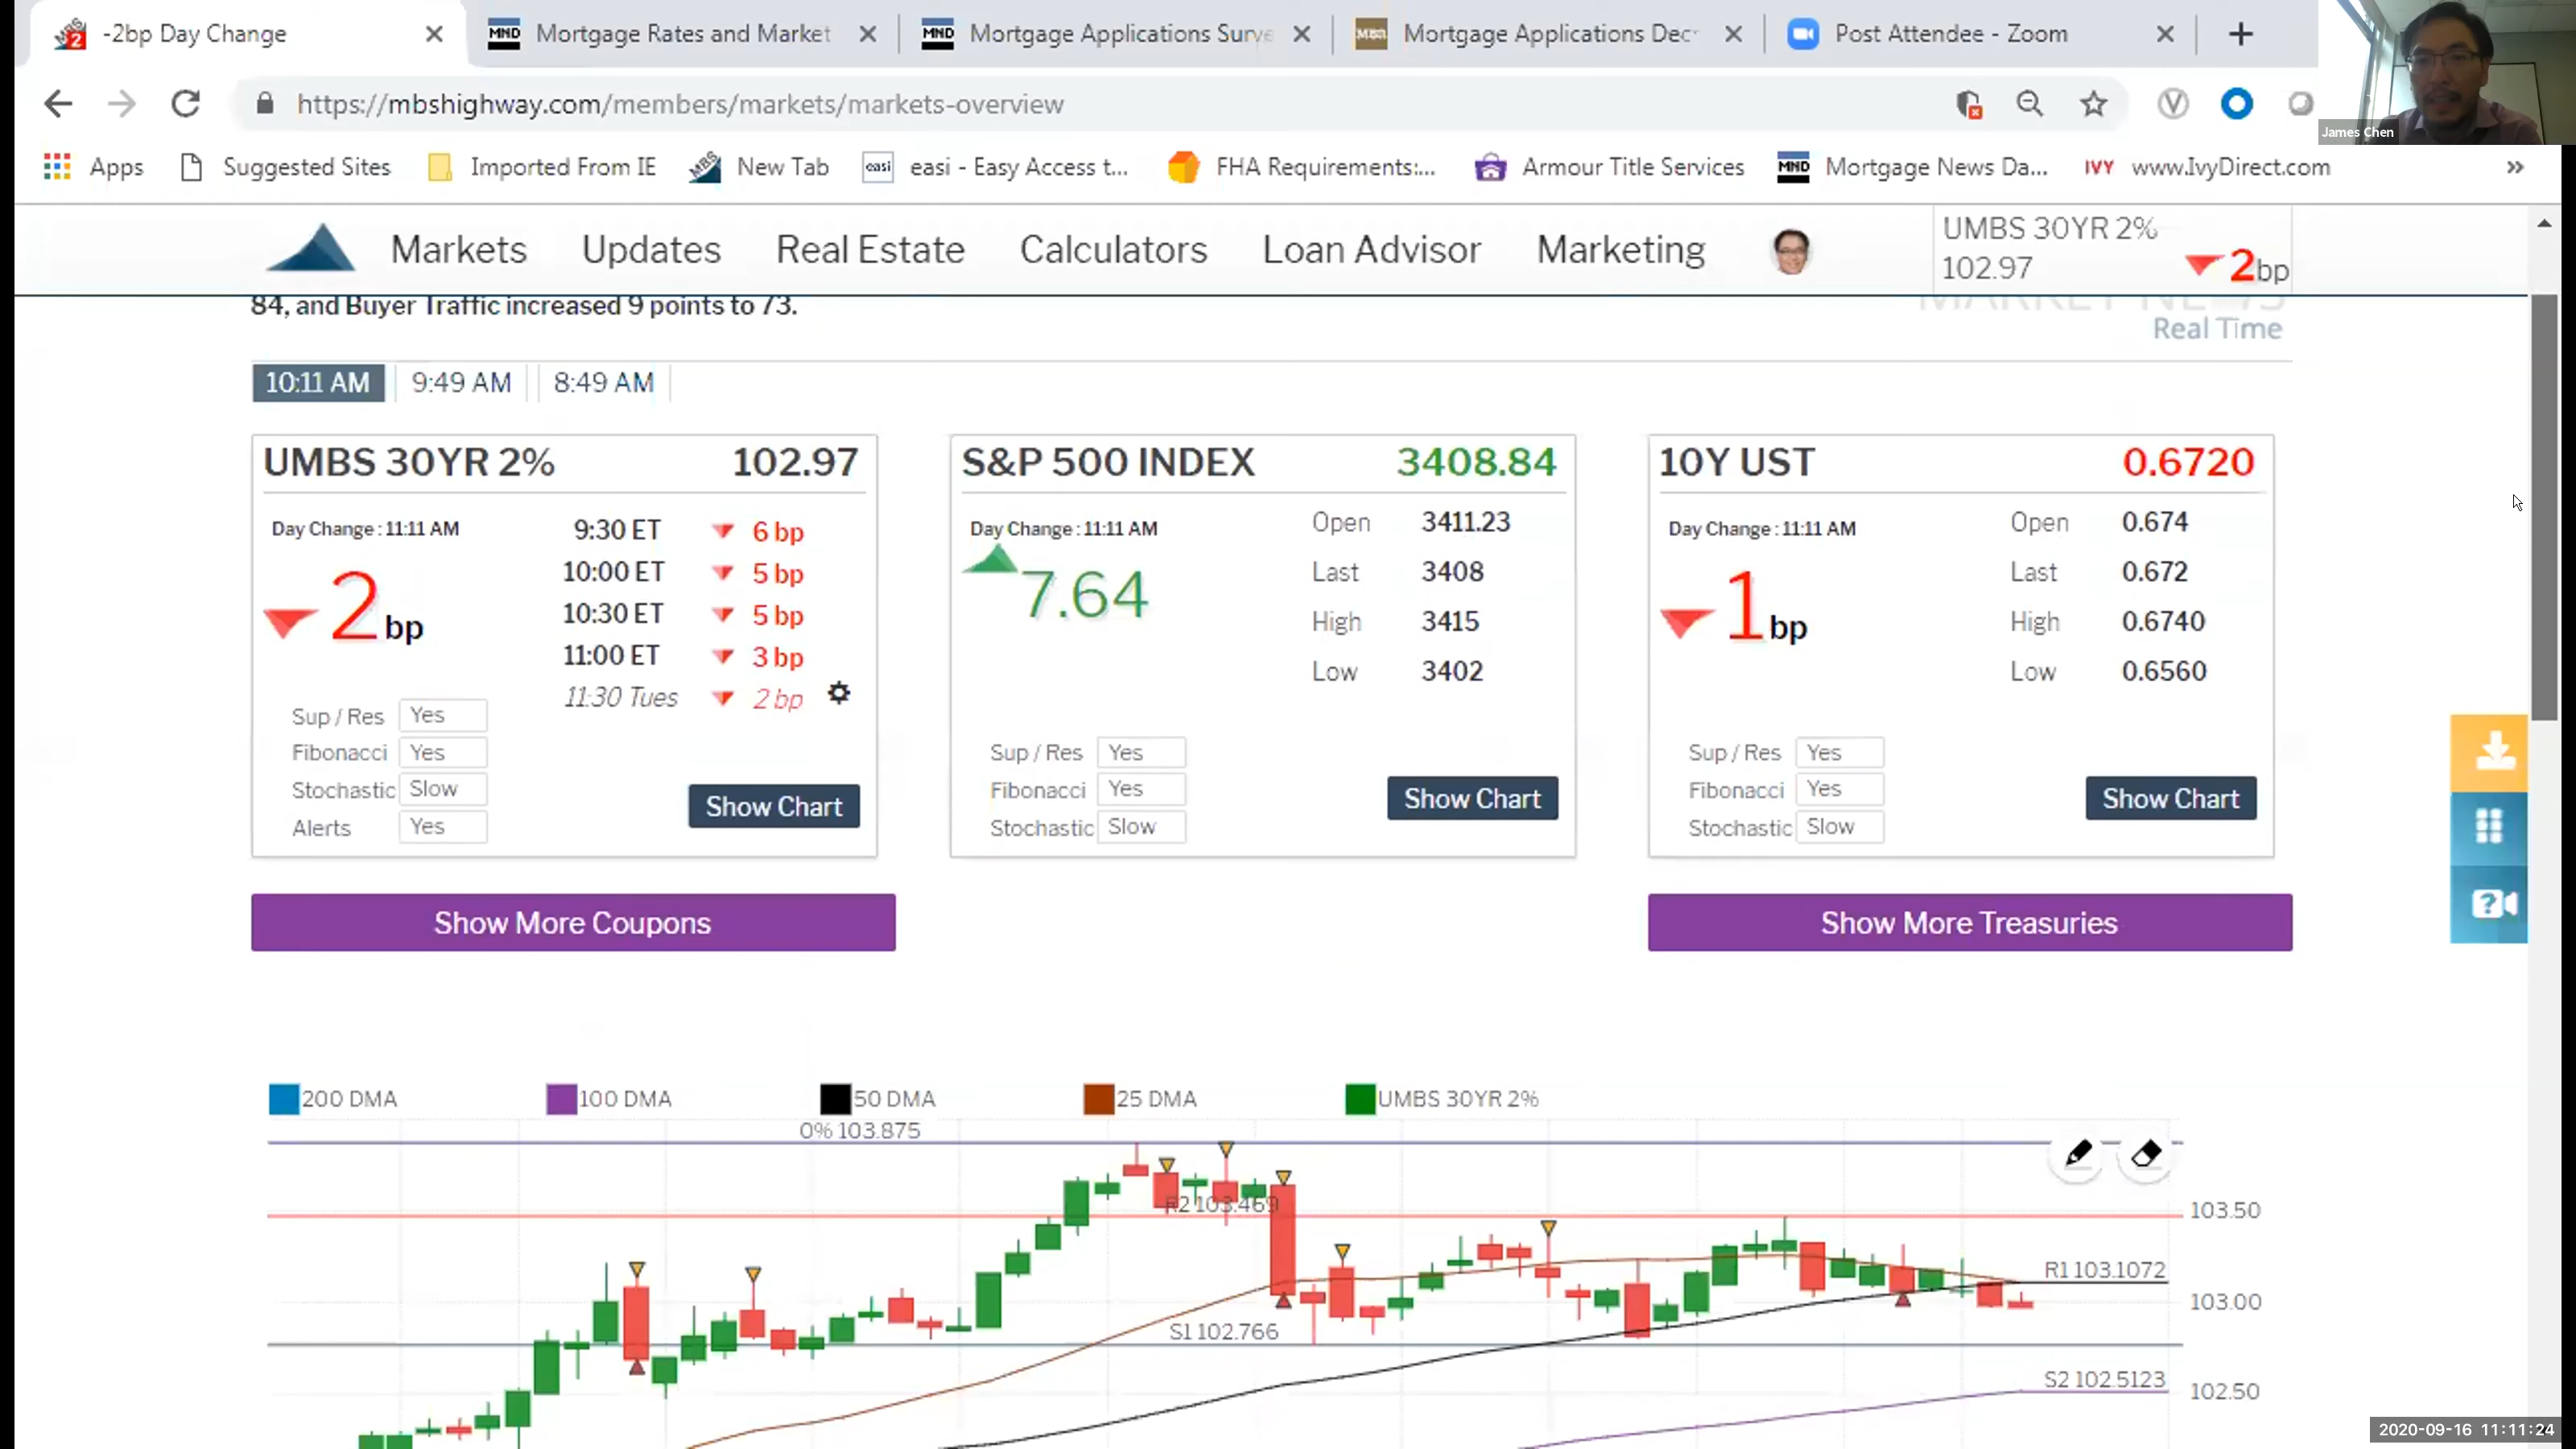 -2bp Day Change
MND Mortgage Rates and Market
MND Mortgage Applications Surve
MBA Mortgage Applications Dec
Post Attendee - Zoom
https://mbshighway.com/members/markets/markets-overview
James Chen
Apps
Suggested Sites
Imported From IE
MBS New Tab
easi easi - Easy Access t...
FHA Requirements:...
Armour Title Services
MND Mortgage News Da...
IVY www.IvyDirect.com
Markets Updates Real Estate Calculators Loan Advisor Marketing
UMBS 30YR 2%
102.97 2bp
84, and Buyer Traffic increased 9 points to 73.
MARKET NEWS
Real Time
10:11 AM 9:49 AM 8:49 AM
UMBS 30YR 2% 102.97
Day Change : 11:11 AM
2 bp
9:30 ET 6 bp
10:00 ET 5 bp
10:30 ET 5 bp
11:00 ET 3 bp
11:30 Tues 2 bp
Sup / Res Yes
Fibonacci Yes
Stochastic Slow
Alerts Yes
Show Chart
S&P 500 INDEX 3408.84
Day Change : 11:11 AM
7.64
Open 3411.23
Last 3408
High 3415
Low 3402
Sup / Res Yes
Fibonacci Yes
Stochastic Slow
Show Chart
10Y UST 0.6720
Day Change : 11:11 AM
1 bp
Open 0.674
Last 0.672
High 0.6740
Low 0.6560
Sup / Res Yes
Fibonacci Yes
Stochastic Slow
Show Chart
Show More Coupons
Show More Treasuries
200 DMA 100 DMA 50 DMA 25 DMA UMBS 30YR 2%
0% 103.875
R2 103.469
103.50
R1 103.1072
103.00
S1 102.766
S2 102.5123
102.50
2020-09-16 11:11:24